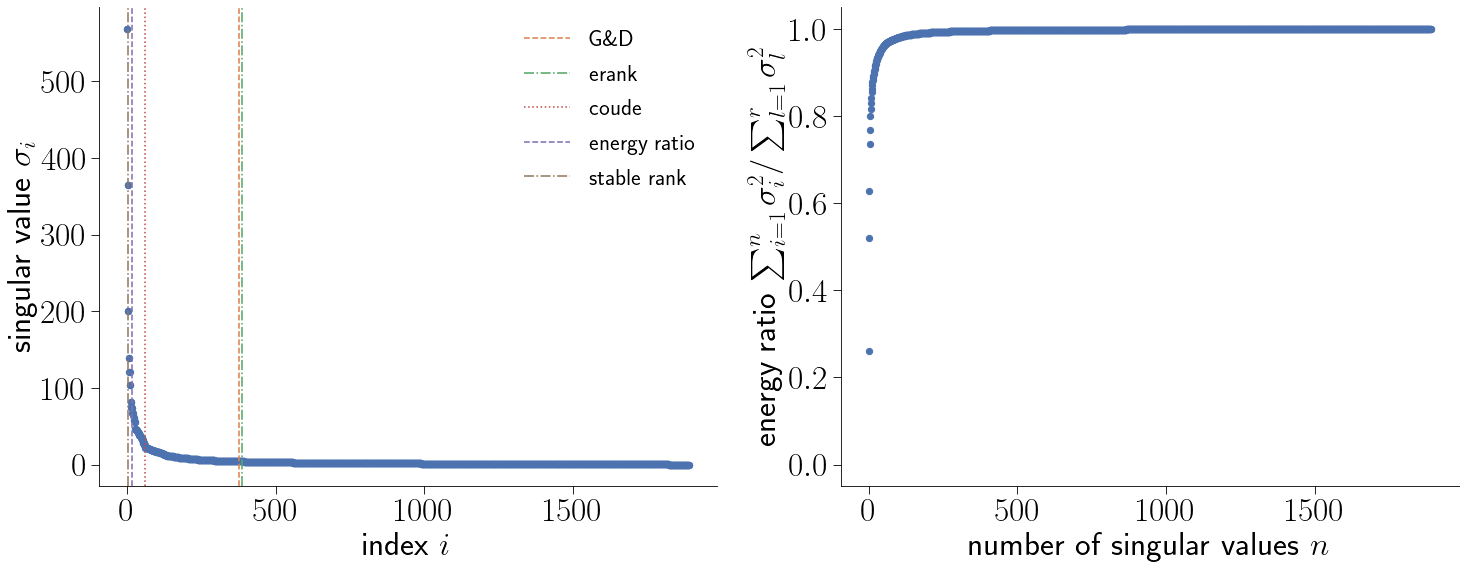 singular value σ_i
500
400
300
200
100
0
G&D
erank
coude
energy ratio
stable rank
0 500 1000 1500
index i
energy ratio ∑_{i=1}^{n} σ_i^2 / ∑_{l=1}^{r} σ_l^2
1.0
0.8
0.6
0.4
0.2
0.0
0 500 1000 1500
number of singular values n